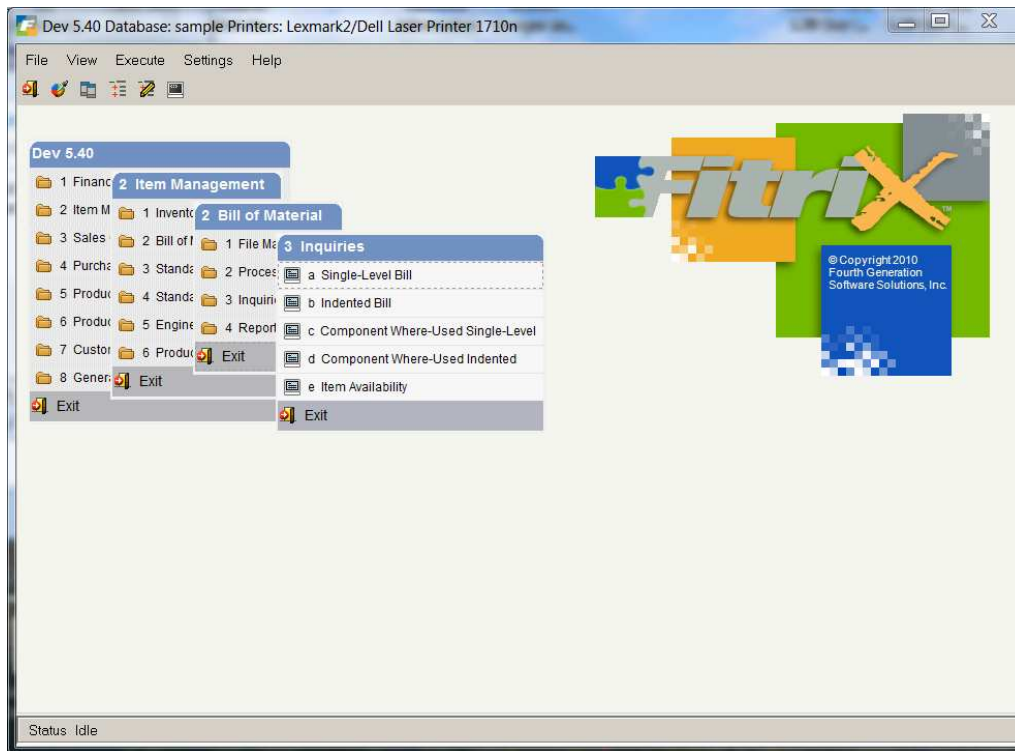 Dev 5.40 Database: sample Printers: Lexmark2/Dell Laser Printer 1710n
File View Execute Settings Help
Fitrix
™
© Copyright 2010
Fourth Generation
Software Solutions, Inc.
Dev 5.40
1 Financ
2 Item M
3 Sales
4 Purcha
5 Produc
6 Produc
7 Custor
8 Genera
Exit
2 Item Management
1 Invento
2 Bill of M
3 Standa
4 Standa
5 Engine
6 Produc
Exit
2 Bill of Material
1 File Ma
2 Proces
3 Inquiri
4 Report
Exit
3 Inquiries
a Single-Level Bill
b Indented Bill
c Component Where-Used Single-Level
d Component Where-Used Indented
e Item Availability
Exit
Status Idle